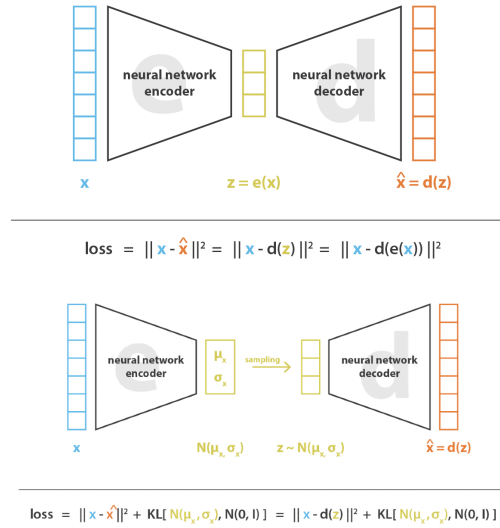 e
neural network
encoder
d
neural network
decoder
x
z = e(x)
x̂ = d(z)
loss = || x - x̂ ||² = || x - d(z) ||² = || x - d(e(x)) ||²
e
neural network
encoder
μₓ
σₓ
sampling
d
neural network
decoder
x
N(μₓ, σₓ)
z ~ N(μₓ, σₓ)
x̂ = d(z)
loss = || x - x̂ ||² + KL[ N(μₓ, σₓ), N(0, I) ] = || x - d(z) ||² + KL[ N(μₓ, σₓ), N(0, I) ]